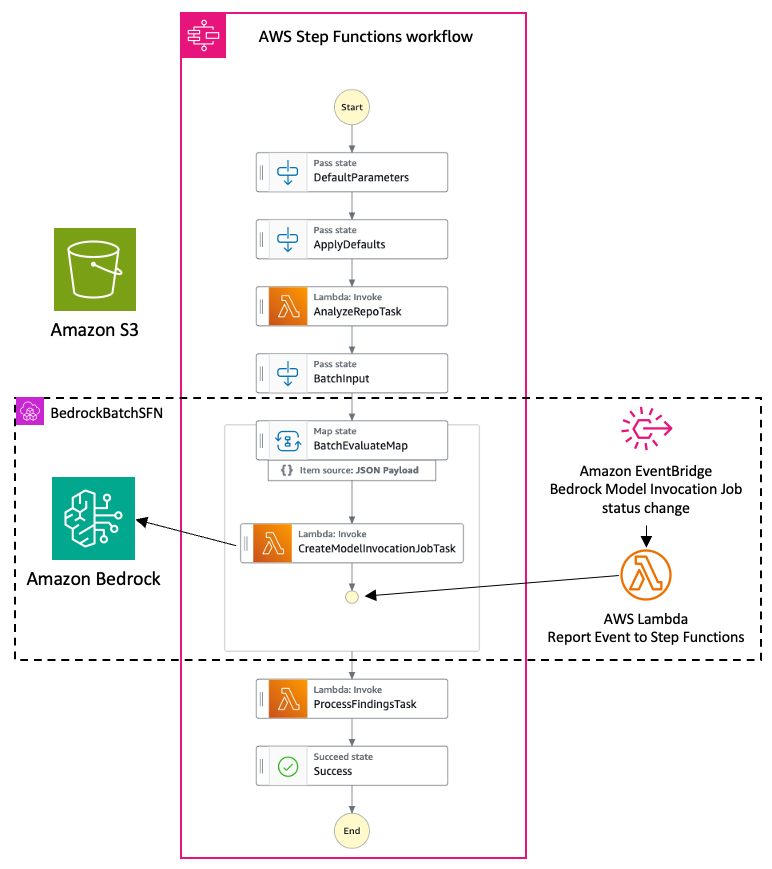 AWS Step Functions workflow
Start
Pass state
DefaultParameters
Pass state
ApplyDefaults
Lambda: Invoke
AnalyzeRepoTask
Amazon S3
Pass state
BatchInput
BedrockBatchSFN
Map state
BatchEvaluateMap
{} Item source: JSON Payload
Amazon EventBridge
Bedrock Model Invocation Job
status change
Lambda: Invoke
CreateModelInvocationJobTask
Amazon Bedrock
AWS Lambda
Report Event to Step Functions
Lambda: Invoke
ProcessFindingsTask
Succeed state
Success
End